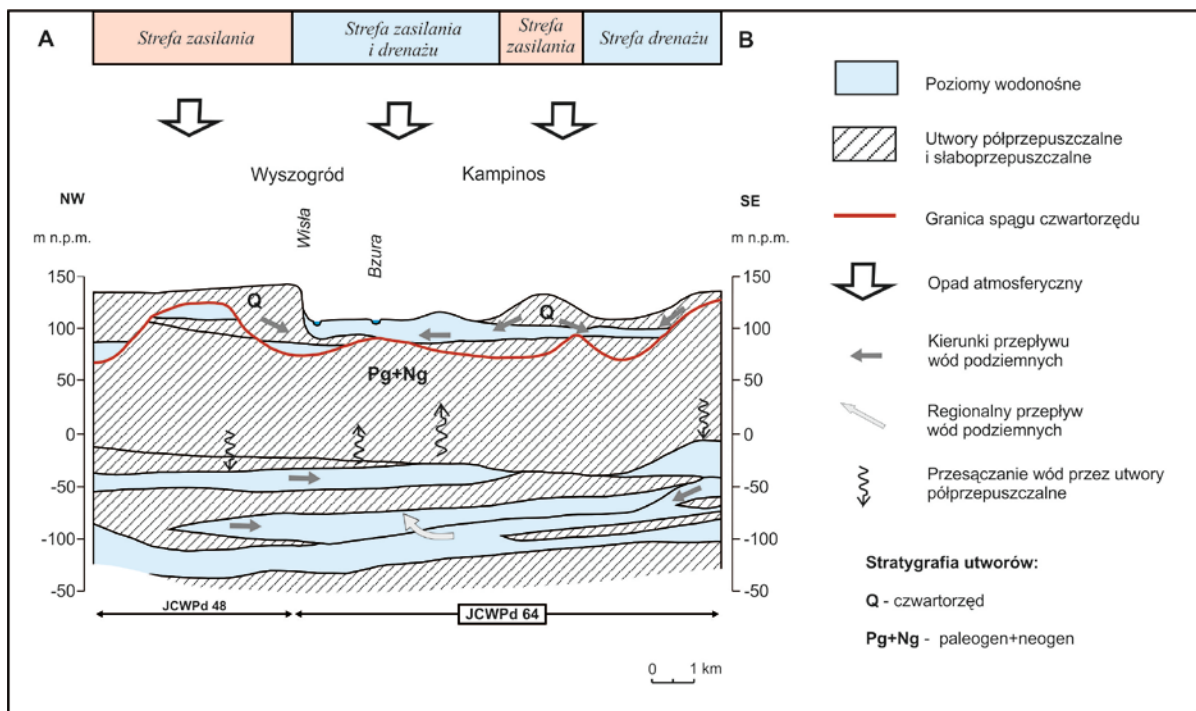 A
Strefa zasilania
Strefa zasilania
i drenażu
Strefa
zasilania
Strefa drenażu
B
Wyszogród
Kampinos
NW
SE
m n.p.m.
m n.p.m.
Wisła
Bzura
150
100
50
0
-50
-100
-50
150
100
50
0
-50
-100
-50
Q
Q
Pg+Ng
JCWPd 48
JCWPd 64
0 1 km
Poziomy wodonośne
Utwory półprzepuszczalne
i słaboprzepuszczalne
Granica spągu czwartorzędu
Opad atmosferyczny
Kierunki przepływu
wód podziemnych
Regionalny przepływ
wód podziemnych
Przesączanie wód przez utwory
półprzepuszczalne
Stratygrafia utworów:
Q - czwartorzęd
Pg+Ng - paleogen+neogen